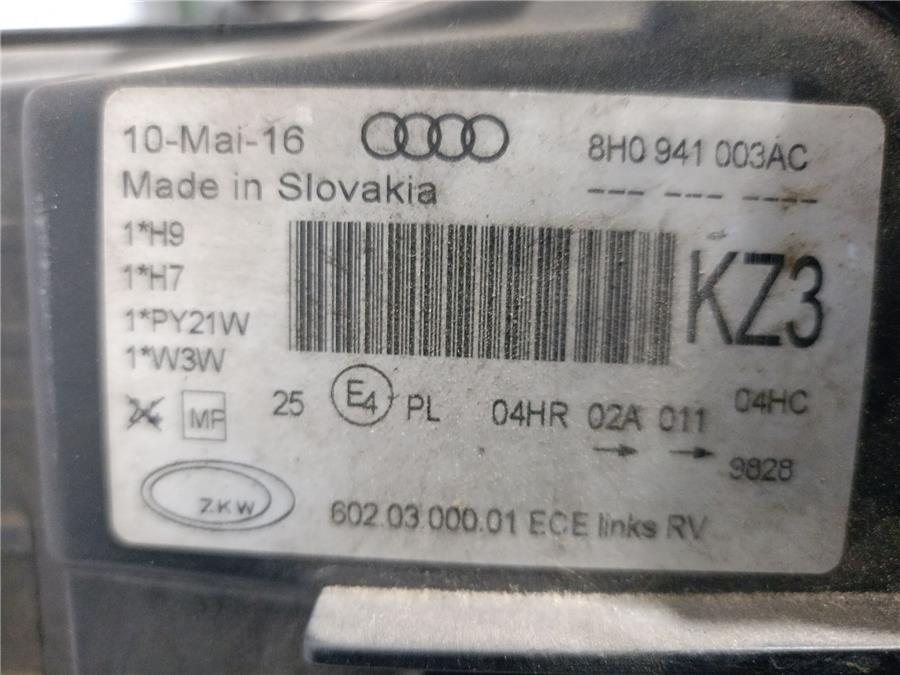 10-Mai-16
8H0 941 003AC
Made in Slovakia
--- --- ----
1*H9
1*H7
1*PY21W
1*W3W
KZ3
MP
25 E4 PL 04HR 02A 011 04HC
9828
ZKW
602.03.000.01 ECE links RV